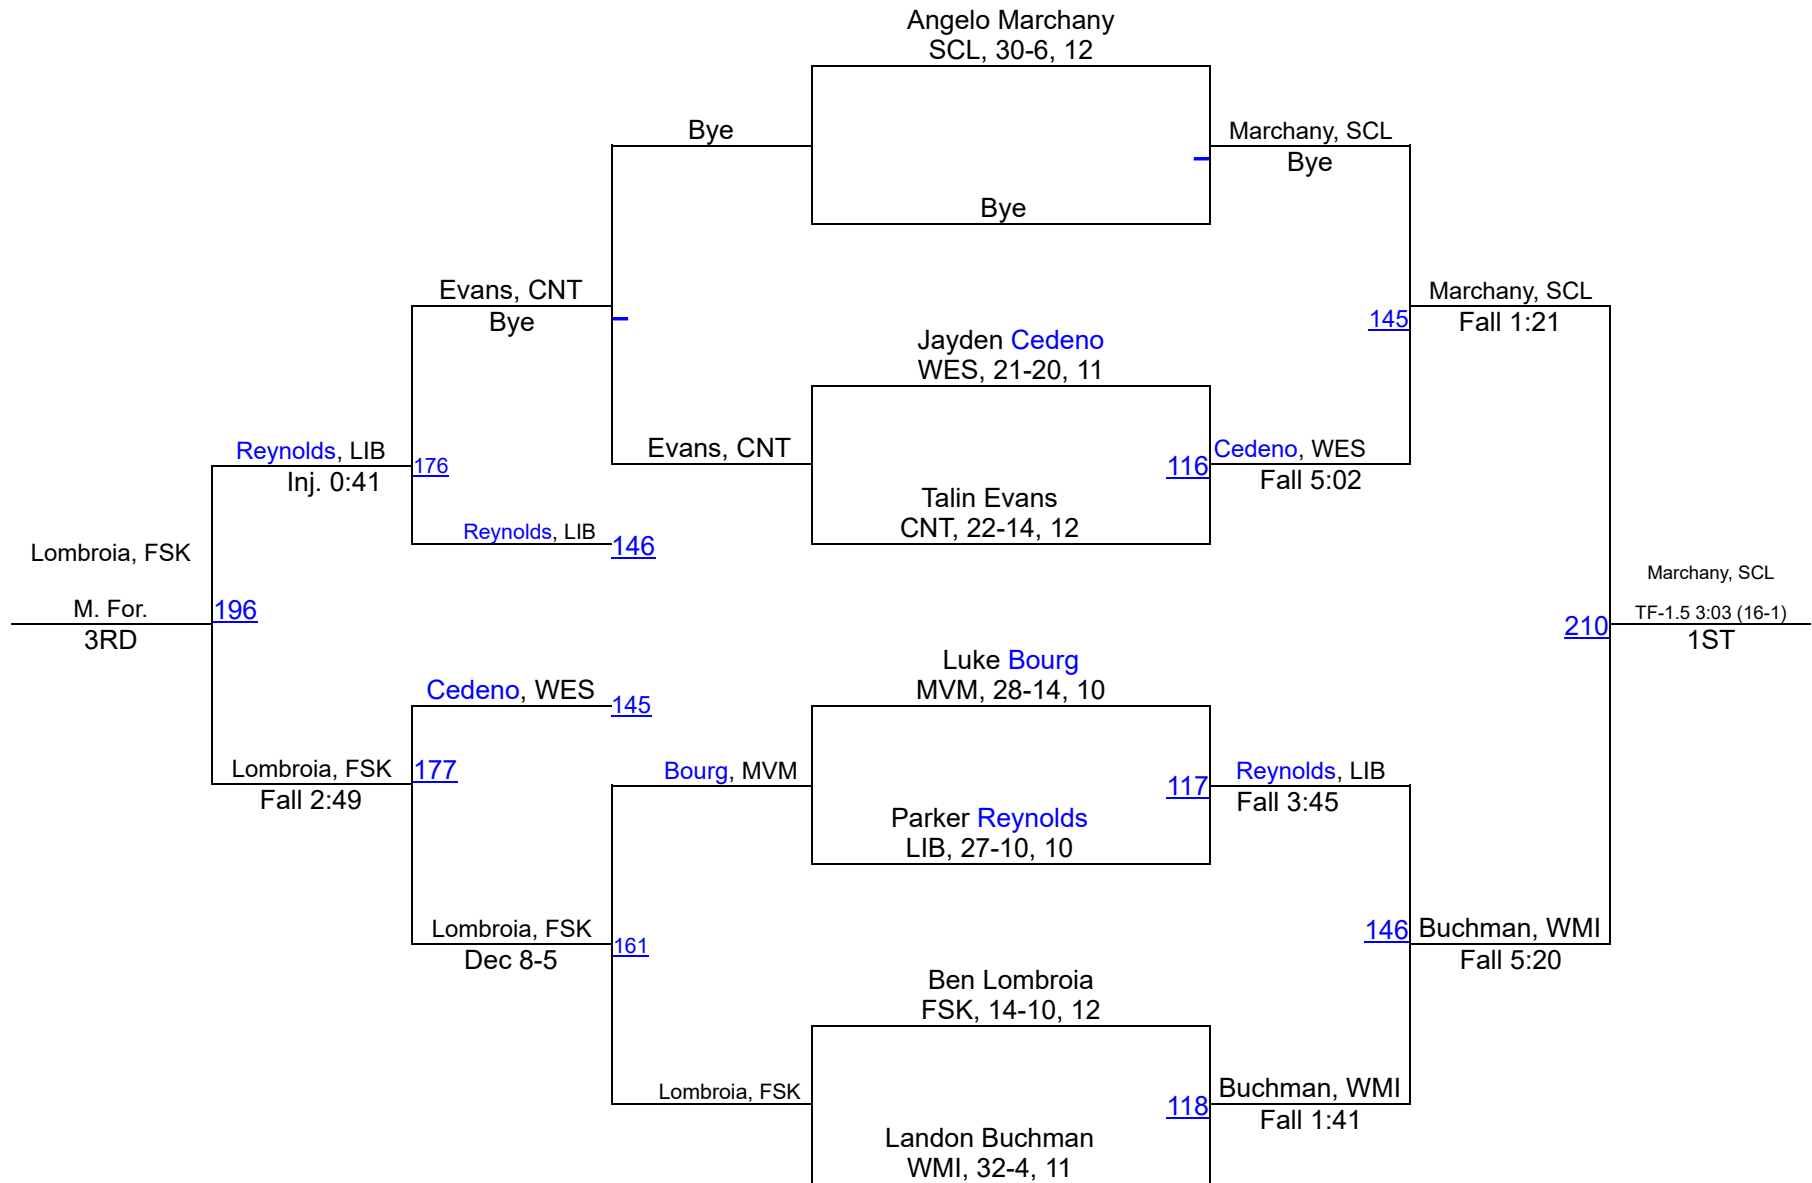 Angelo Marchany
SCL, 30-6, 12
Bye
Marchany, SCL
Bye
Bye
Evans, CNT
Bye
Marchany, SCL
145
Fall 1:21
Jayden Cedeno
WES, 21-20, 11
Reynolds, LIB
176
Inj. 0:41
Evans, CNT
116
Cedeno, WES
Fall 5:02
Talin Evans
CNT, 22-14, 12
Reynolds, LIB
146
Lombroia, FSK
M. For.
196
3RD
Marchany, SCL
TF-1.5 3:03 (16-1)
210
1ST
Luke Bourg
MVM, 28-14, 10
Cedeno, WES
145
Lombroia, FSK
177
Fall 2:49
Bourg, MVM
117
Reynolds, LIB
Fall 3:45
Parker Reynolds
LIB, 27-10, 10
Lombroia, FSK
161
Dec 8-5
146
Buchman, WMI
Fall 5:20
Ben Lombroia
FSK, 14-10, 12
Lombroia, FSK
118
Buchman, WMI
Fall 1:41
Landon Buchman
WMI, 32-4, 11